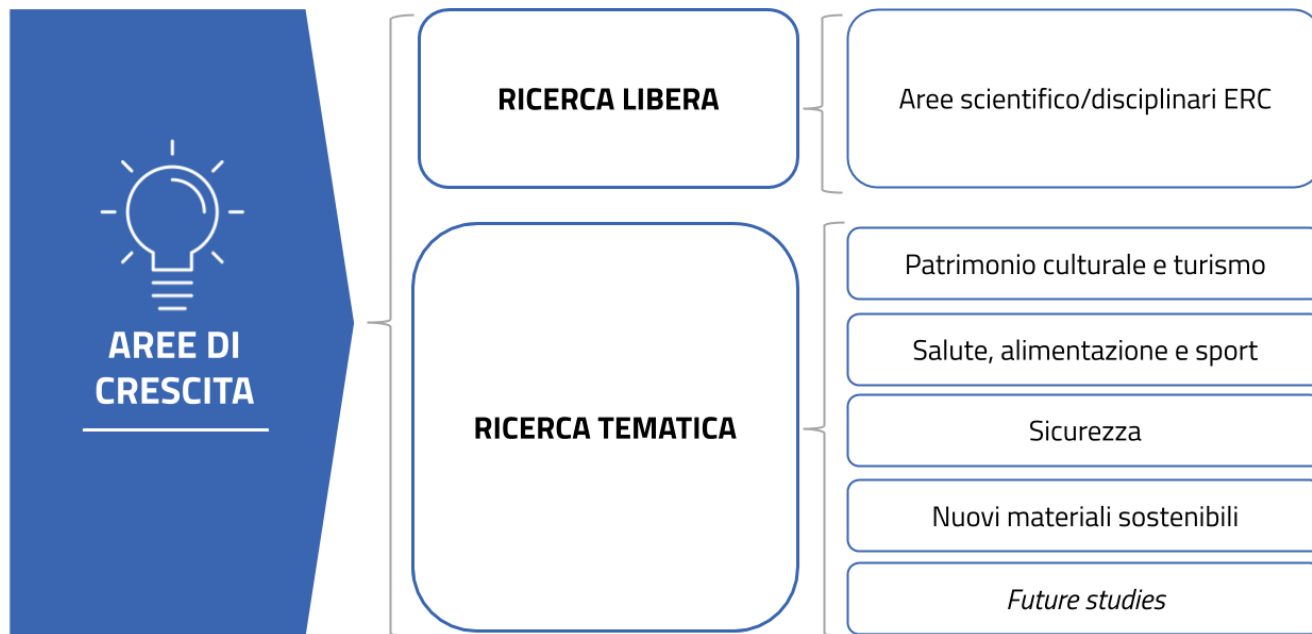 AREE DI
CRESCITA
RICERCA LIBERA
Aree scientifico/disciplinari ERC
RICERCA TEMATICA
Patrimonio culturale e turismo
Salute, alimentazione e sport
Sicurezza
Nuovi materiali sostenibili
Future studies